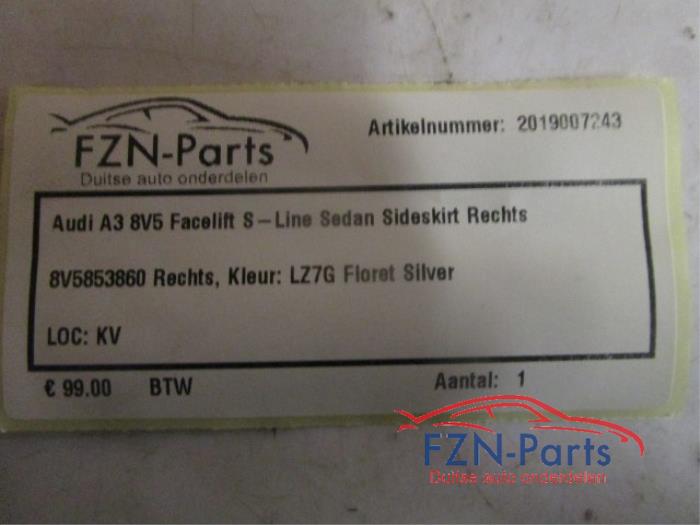 FZN-Parts
Duitse auto onderdelen
Artikelnummer: 2019007243
Audi A3 8V5 Facelift S-Line Sedan Sideskirt Rechts
8V5853860 Rechts, Kleur: LZ7G Floret Silver
LOC: KV
€ 99.00 BTW Aantal: 1
FZN-Parts
Duitse auto onderdelen